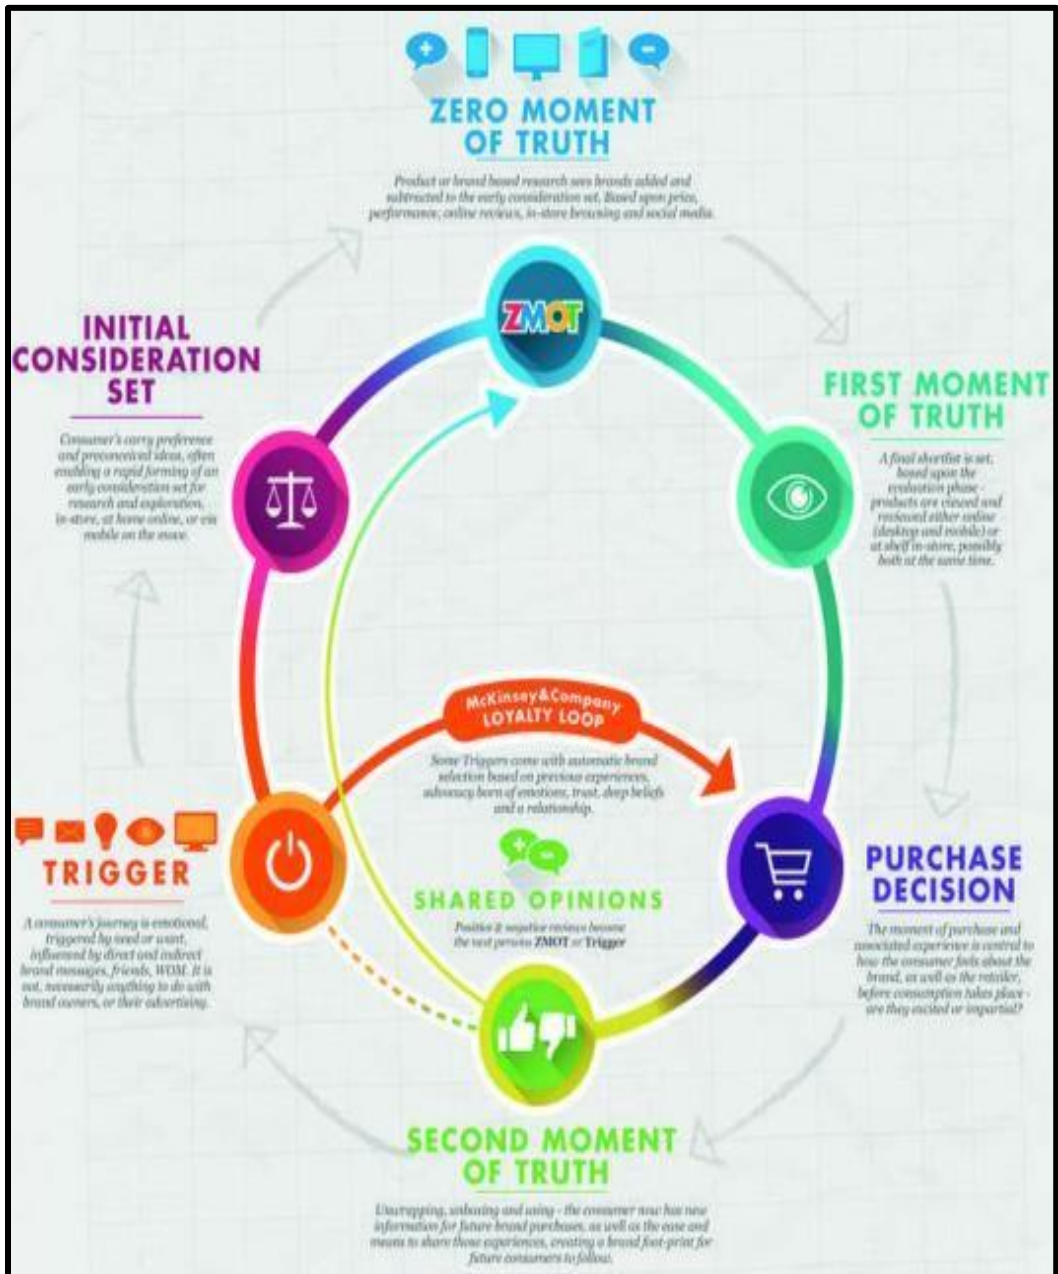 ZERO MOMENT
OF TRUTH
Product or brand based research sees brands added and
subtracted to the early consideration set. Based upon price,
performance, online reviews, in-store browsing and social media.
ZMOT
INITIAL
CONSIDERATION
SET
Consumer's carry preference
and preconceived ideas, often
enabling a rapid forming of an
early consideration set for
research and exploration,
in-store, at home online, or via
mobile on the move.
FIRST MOMENT
OF TRUTH
A final shortlist is set,
based upon the
evaluation phase -
products are viewed and
reviewed either online
(desktop and mobile) or
at shelf in-store, possibly
both at the same time.
McKinsey&Company
LOYALTY LOOP
Some Triggers come with automatic brand
selection based on previous experiences,
advocacy born of emotions, trust, deep beliefs
and a relationship.
TRIGGER
A consumer's journey is emotional,
triggered by need or want,
influenced by direct and indirect
brand messages, friends, WOM. It is
not, necessarily anything to do with
brand owners, or their advertising.
SHARED OPINIONS
Positive & negative reviews become
the next persons ZMOT or Trigger
PURCHASE
DECISION
The moment of purchase and
associated experience is central to
how the consumer feels about the
brand, as well as the retailer,
before consumption takes place -
are they excited or impartial?
SECOND MOMENT
OF TRUTH
Unwrapping, unboxing and using - the consumer now has new
information for future brand purchases, as well as the ease and
means to share those experiences, creating a brand foot-print for
future consumers to follow.